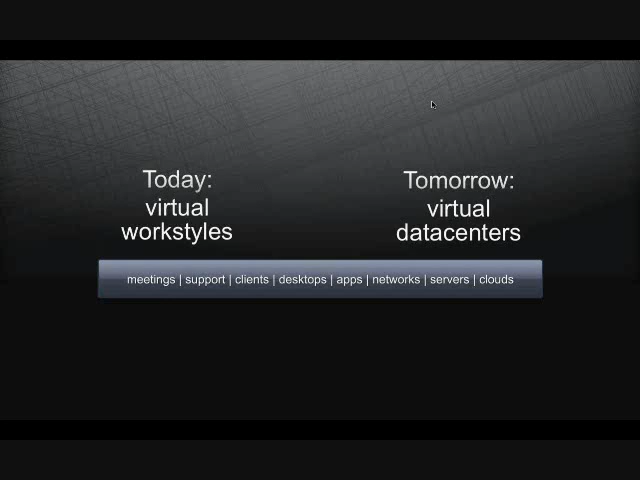 Today:
virtual
workstyles
Tomorrow:
virtual
datacenters
meetings | support | clients | desktops | apps | networks | servers | clouds